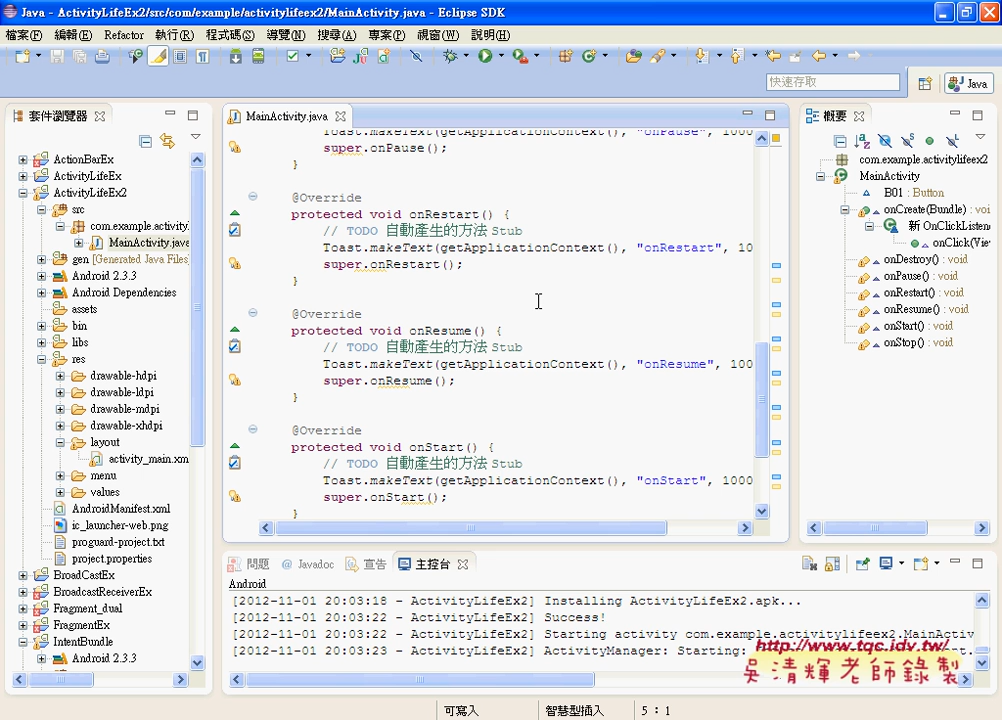 Java - ActivityLifeEx2/src/com/example/activitylifeex2/MainActivity.java - Eclipse SDK
檔案(F) 編輯(E) Refactor 執行(R) 程式碼(S) 導覽(N) 搜尋(A) 專案(P) 視窗(W) 說明(H)
快速存取
Java
套件瀏覽器
ActionBarEx
ActivityLifeEx
ActivityLifeEx2
src
com.example.activity
MainActivity.java
gen [Generated Java Files]
Android 2.3.3
Android Dependencies
assets
bin
libs
res
drawable-hdpi
drawable-ldpi
drawable-mdpi
drawable-xhdpi
layout
activity_main.xm
menu
values
AndroidManifest.xml
ic_launcher-web.png
proguard-project.txt
project.properties
BroadCastEx
BroadcastReceiverEx
Fragment_dual
FragmentEx
IntentBundle
Android 2.3.3
MainActivity.java
Toast.makeText(getApplicationContext(), "onPause", 1000
super.onPause();
}
@Override
protected void onRestart() {
// TODO 自動產生的方法 Stub
Toast.makeText(getApplicationContext(), "onRestart", 10
super.onRestart();
}
@Override
protected void onResume() {
// TODO 自動產生的方法 Stub
Toast.makeText(getApplicationContext(), "onResume", 100
super.onResume();
}
@Override
protected void onStart() {
// TODO 自動產生的方法 Stub
Toast.makeText(getApplicationContext(), "onStart", 1000
super.onStart();
}
概要
com.example.activitylifeex2
MainActivity
B01 : Button
onCreate(Bundle) : voi
新 OnClickListen
onClick(Vie
onDestroy() : void
onPause() : void
onRestart() : void
onResume() : void
onStart() : void
onStop() : void
問題 @ Javadoc 宣告 主控台
Android
[2012-11-01 20:03:18 - ActivityLifeEx2] Installing ActivityLifeEx2.apk...
[2012-11-01 20:03:22 - ActivityLifeEx2] Success!
[2012-11-01 20:03:22 - ActivityLifeEx2] Starting activity com.example.activitylifeex2.MainActiv
[2012-11-01 20:03:23 - ActivityLifeEx2] ActivityManager: Starting:
http://www.tqc.idv.tw/
吳清輝老師錄製
可寫入 智慧型插入 5 : 1